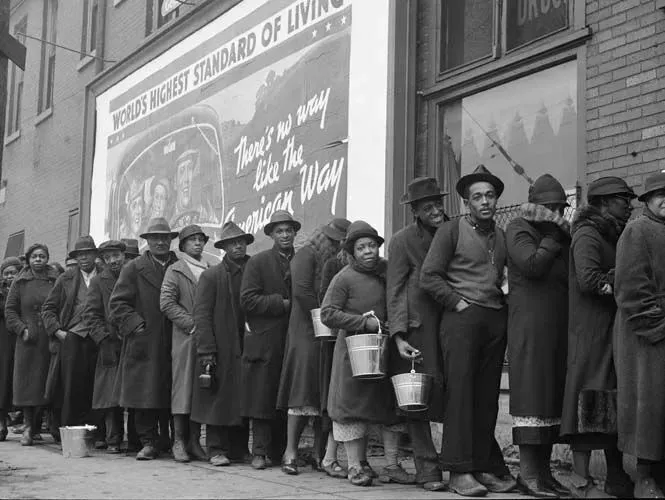 WORLD'S HIGHEST STANDARD OF LIVING
There's no way
like the
American Way